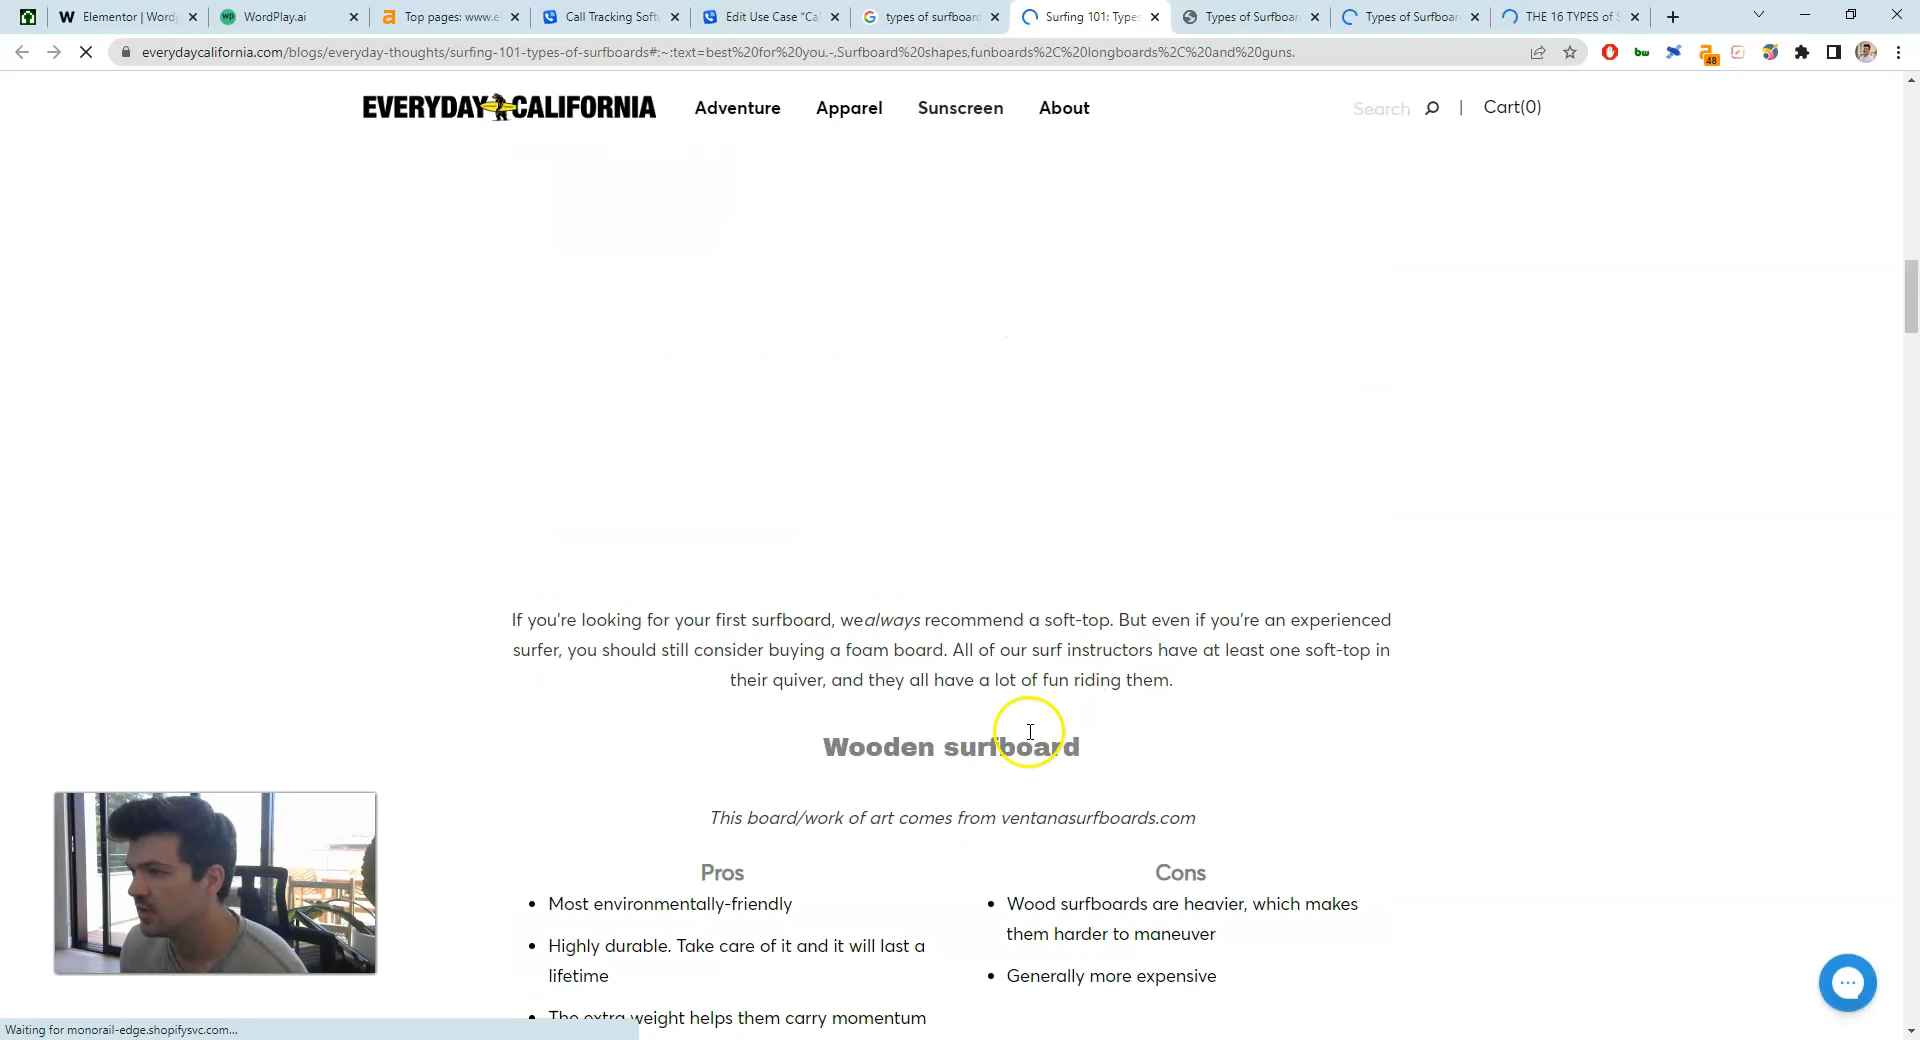 Elementor | Wordp
WordPlay.ai
Top pages: www.e
Call Tracking Soft
Edit Use Case "Ca
types of surfboard
Surfing 101: Types
Types of Surfboar
Types of Surfboar
THE 16 TYPES of S
everydaycalifornia.com/blogs/everyday-thoughts/surfing-101-types-of-surfboards#:~:text=best%20for%20you.-,Surfboard%20shapes,funboards%2C%20longboards%2C%20and%20guns.
bw
48
EVERYDAY CALIFORNIA
Adventure
Apparel
Sunscreen
About
Search
|
Cart(0)
If you're looking for your first surfboard, wealways recommend a soft-top. But even if you're an experienced
surfer, you should still consider buying a foam board. All of our surf instructors have at least one soft-top in
their quiver, and they all have a lot of fun riding them.
Wooden surfboard
This board/work of art comes from ventanasurfboards.com
Pros
• Most environmentally-friendly
• Highly durable. Take care of it and it will last a
lifetime
• The extra weight helps them carry momentum
Cons
• Wood surfboards are heavier, which makes
them harder to maneuver
• Generally more expensive
Waiting for monorail-edge.shopifysvc.com...